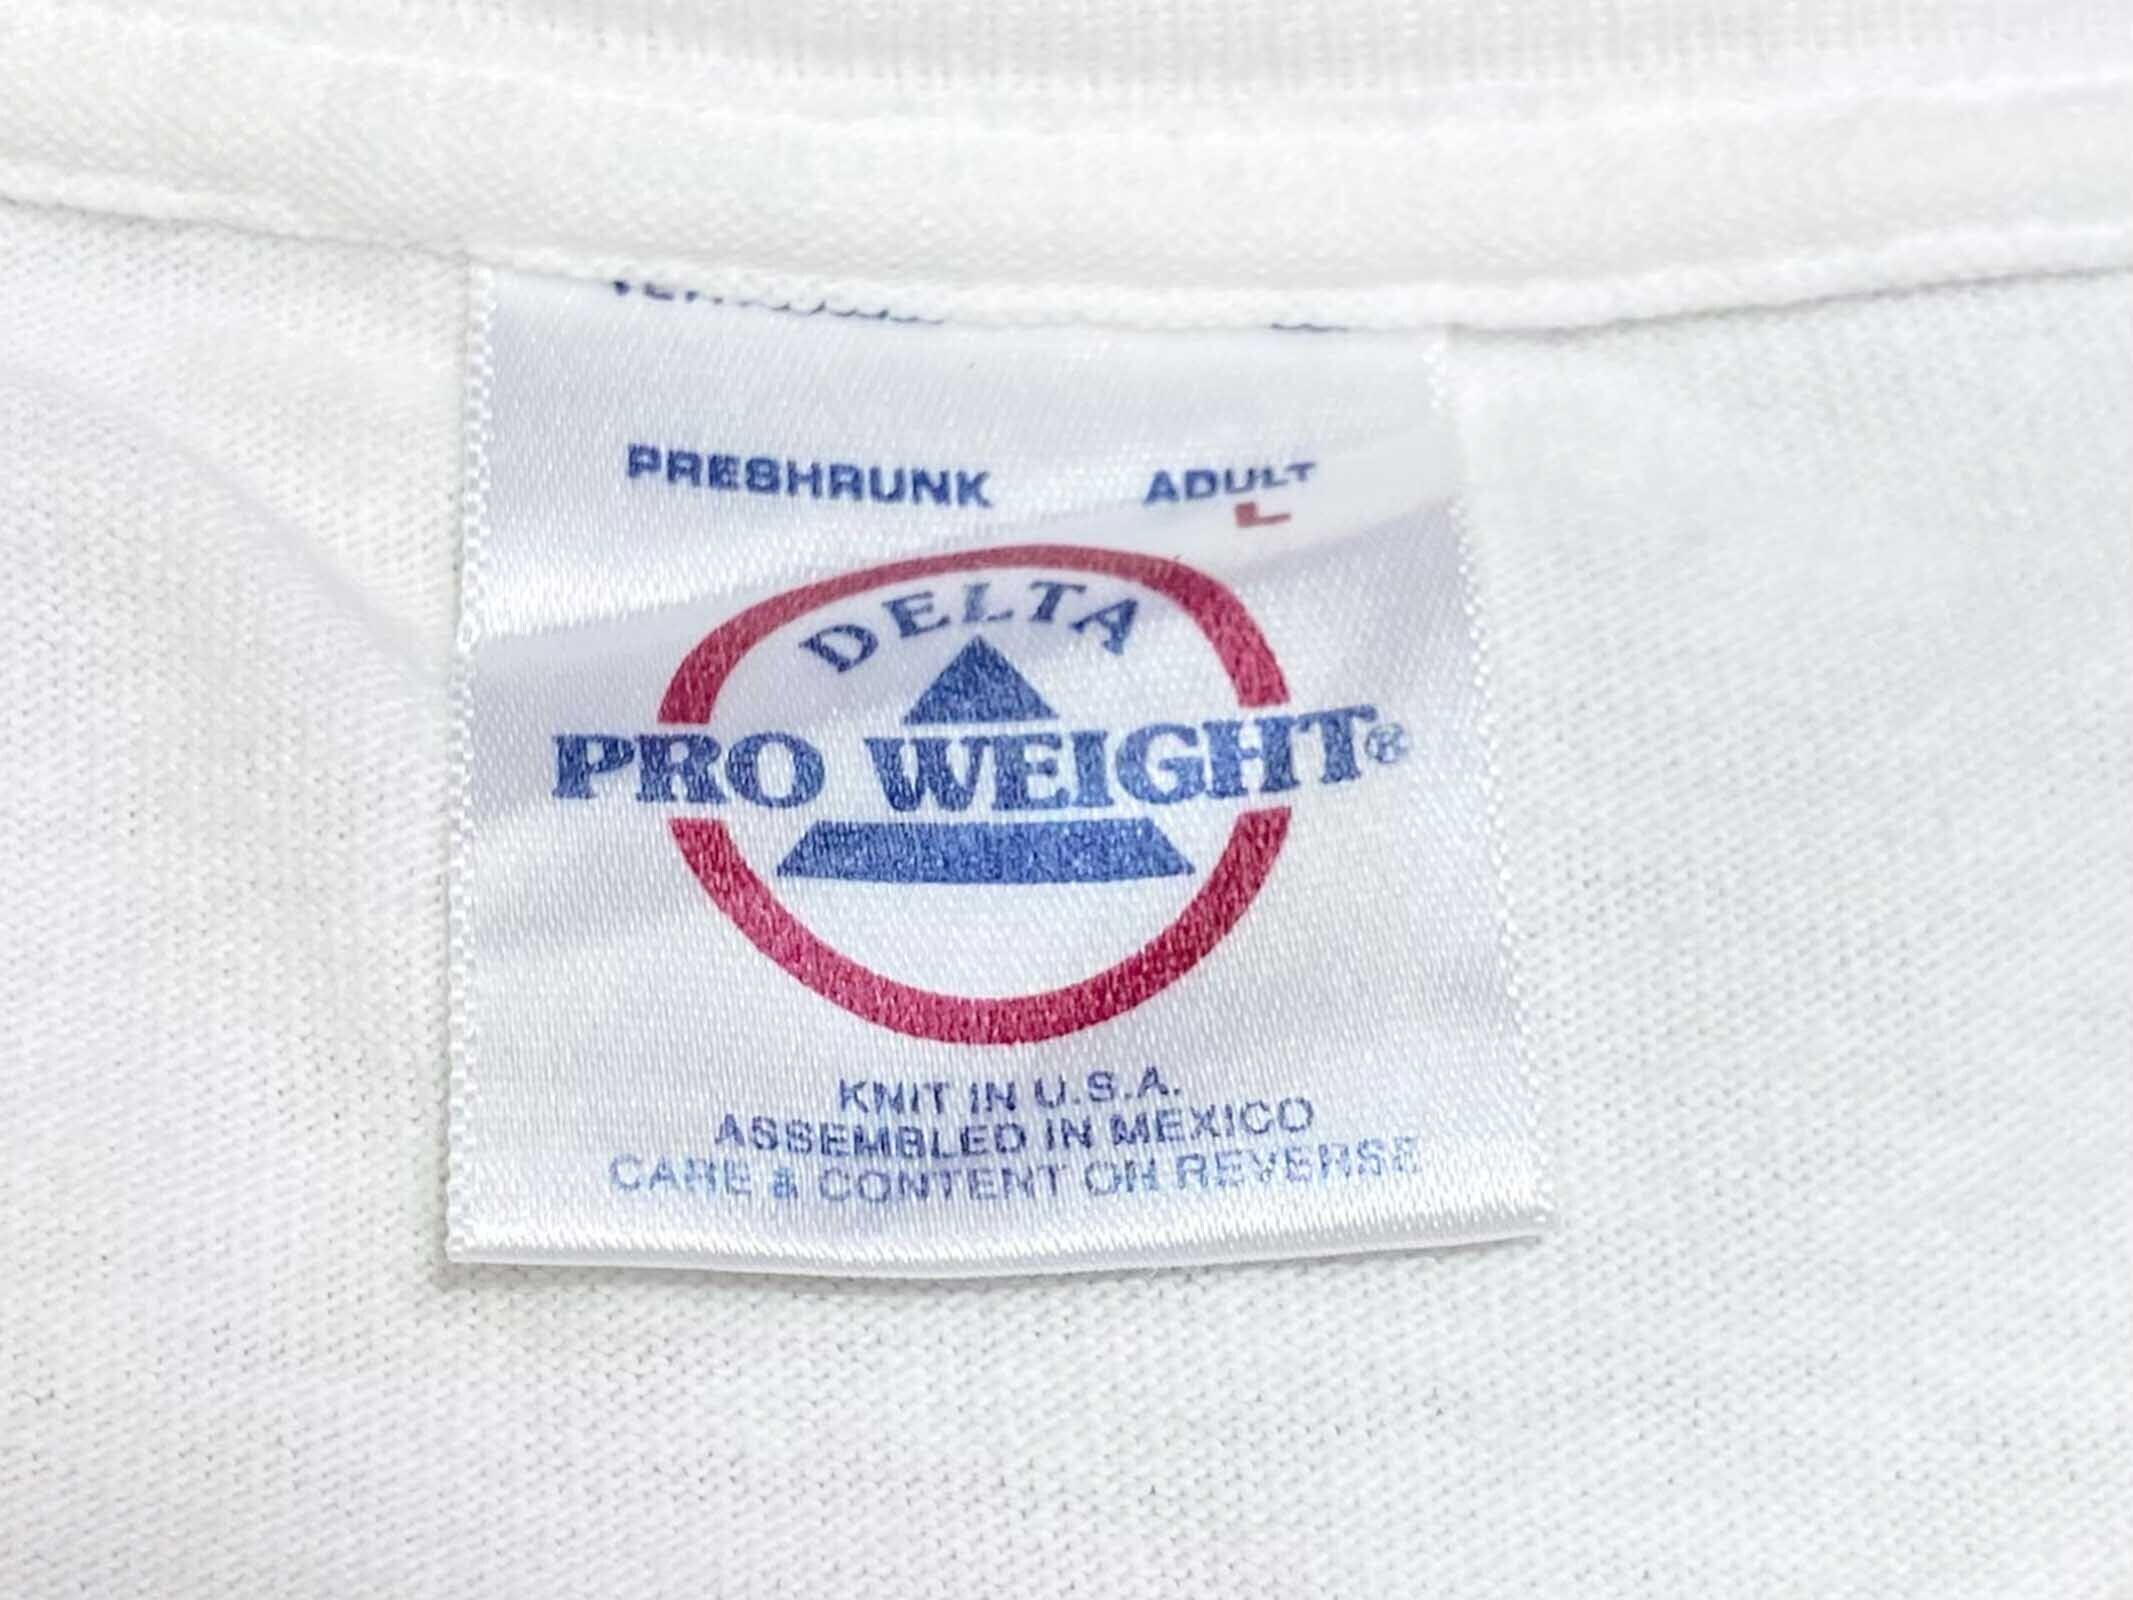 PRESHRUNK ADULT
L
DELTA
PRO WEIGHT®
KNIT IN U.S.A.
ASSEMBLED IN MEXICO
CARE & CONTENT ON REVERSE